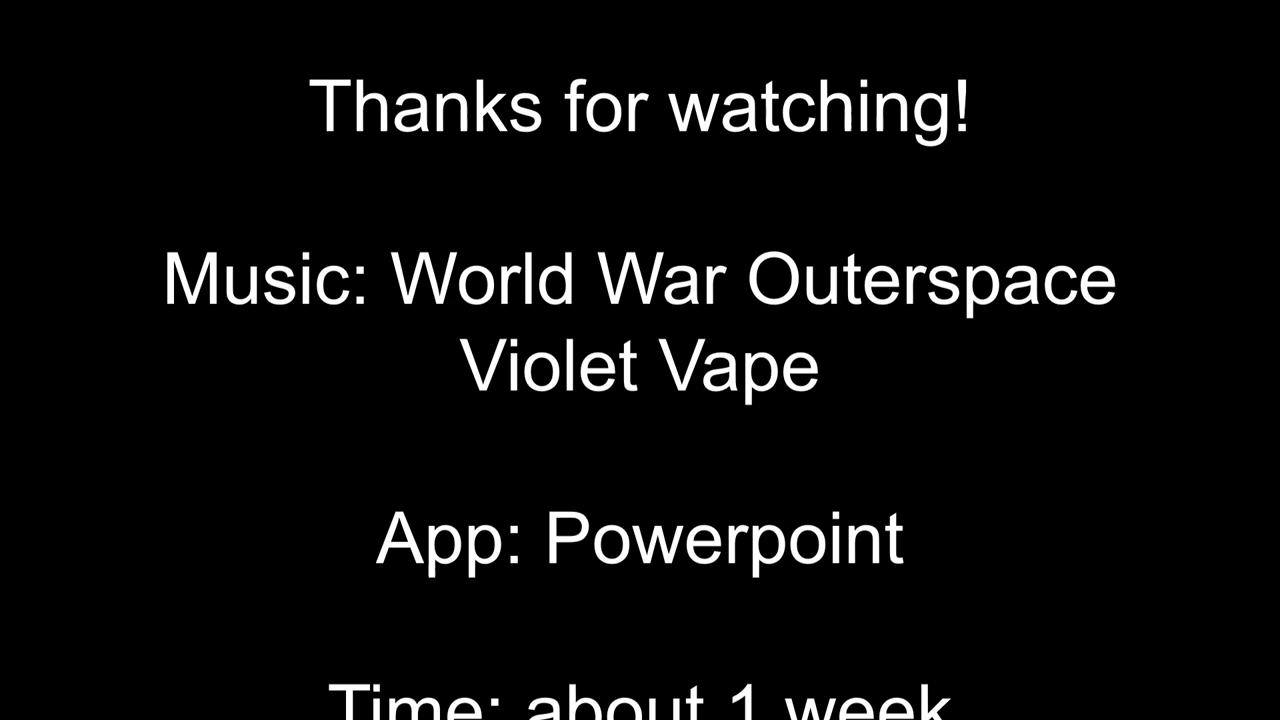 Thanks for watching!
Music: World War Outerspace
Violet Vape
App: Powerpoint
Time: about 1 week